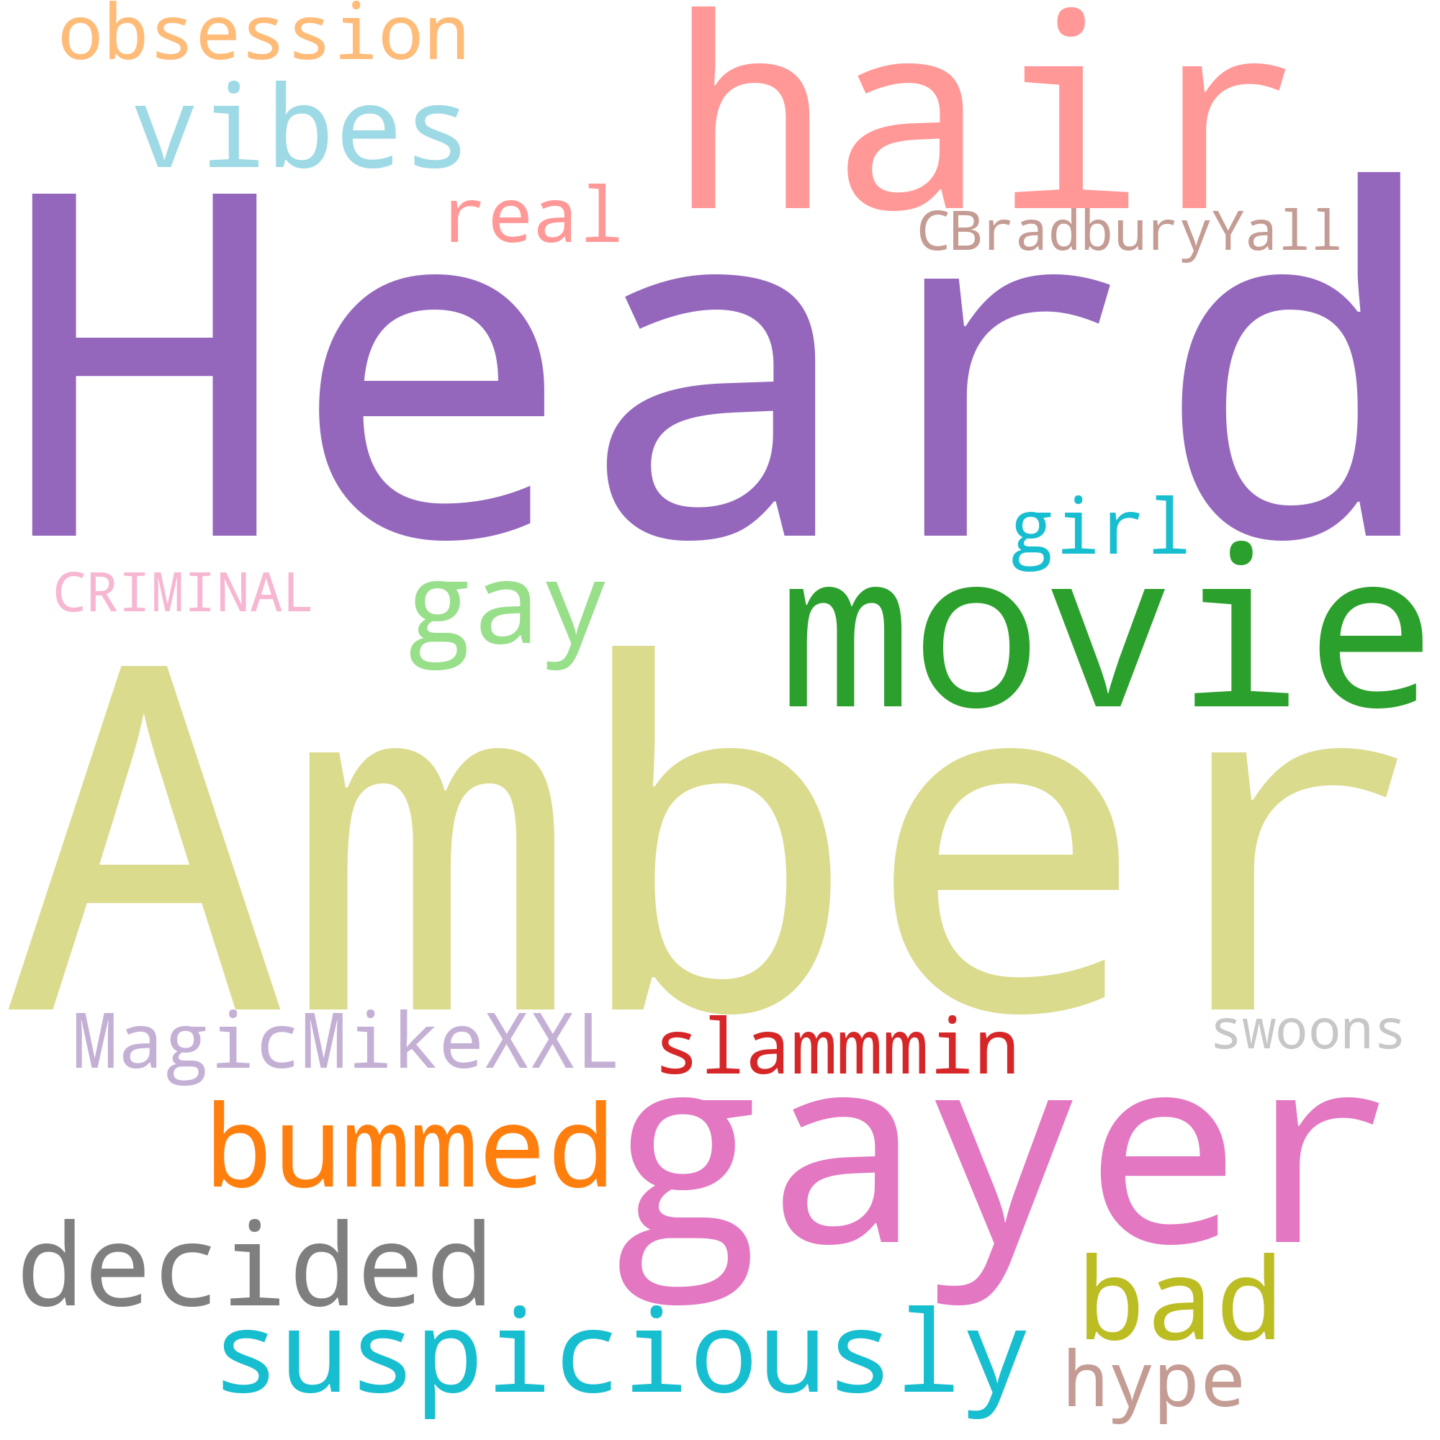 obsession
hair
vibes
real
CBradburyYall
Heard
girl
CRIMINAL
gay
movie
Amber
MagicMikeXXL
slammmin
swoons
bummed
gayer
decided
bad
suspiciously
hype